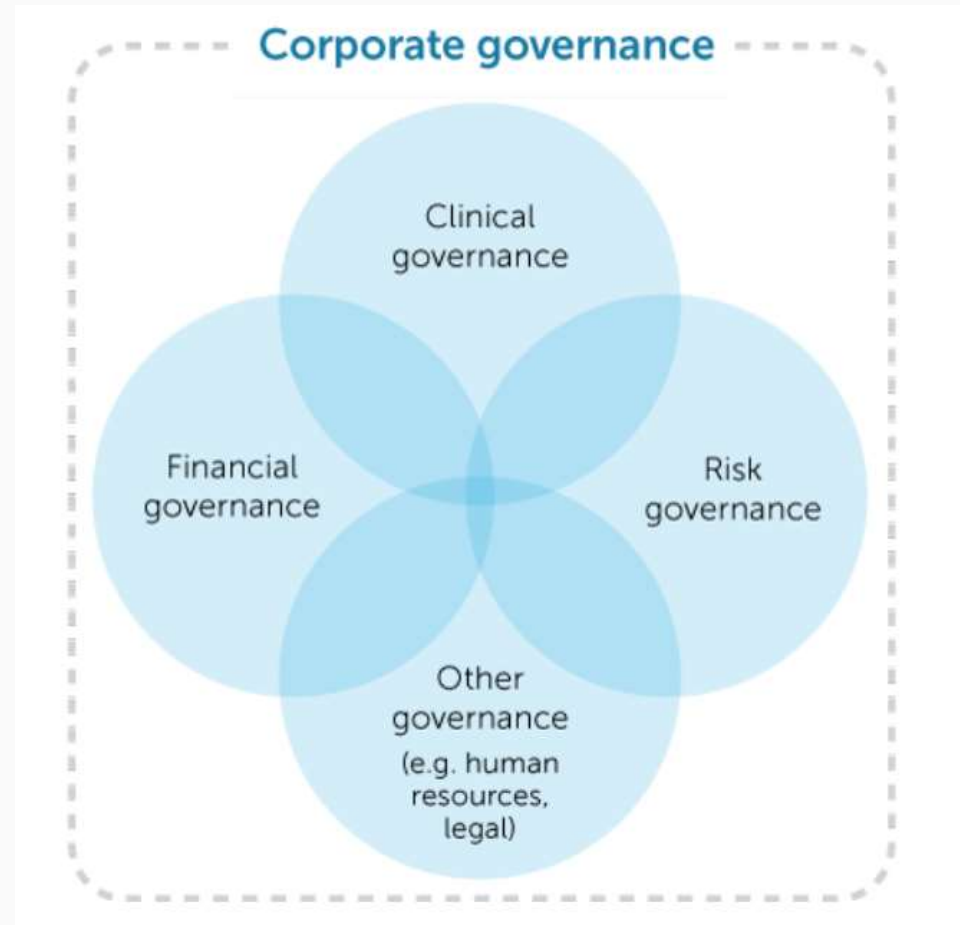 Corporate governance
Clinical
governance
Financial
governance
Risk
governance
Other
governance
(e.g. human
resources,
legal)